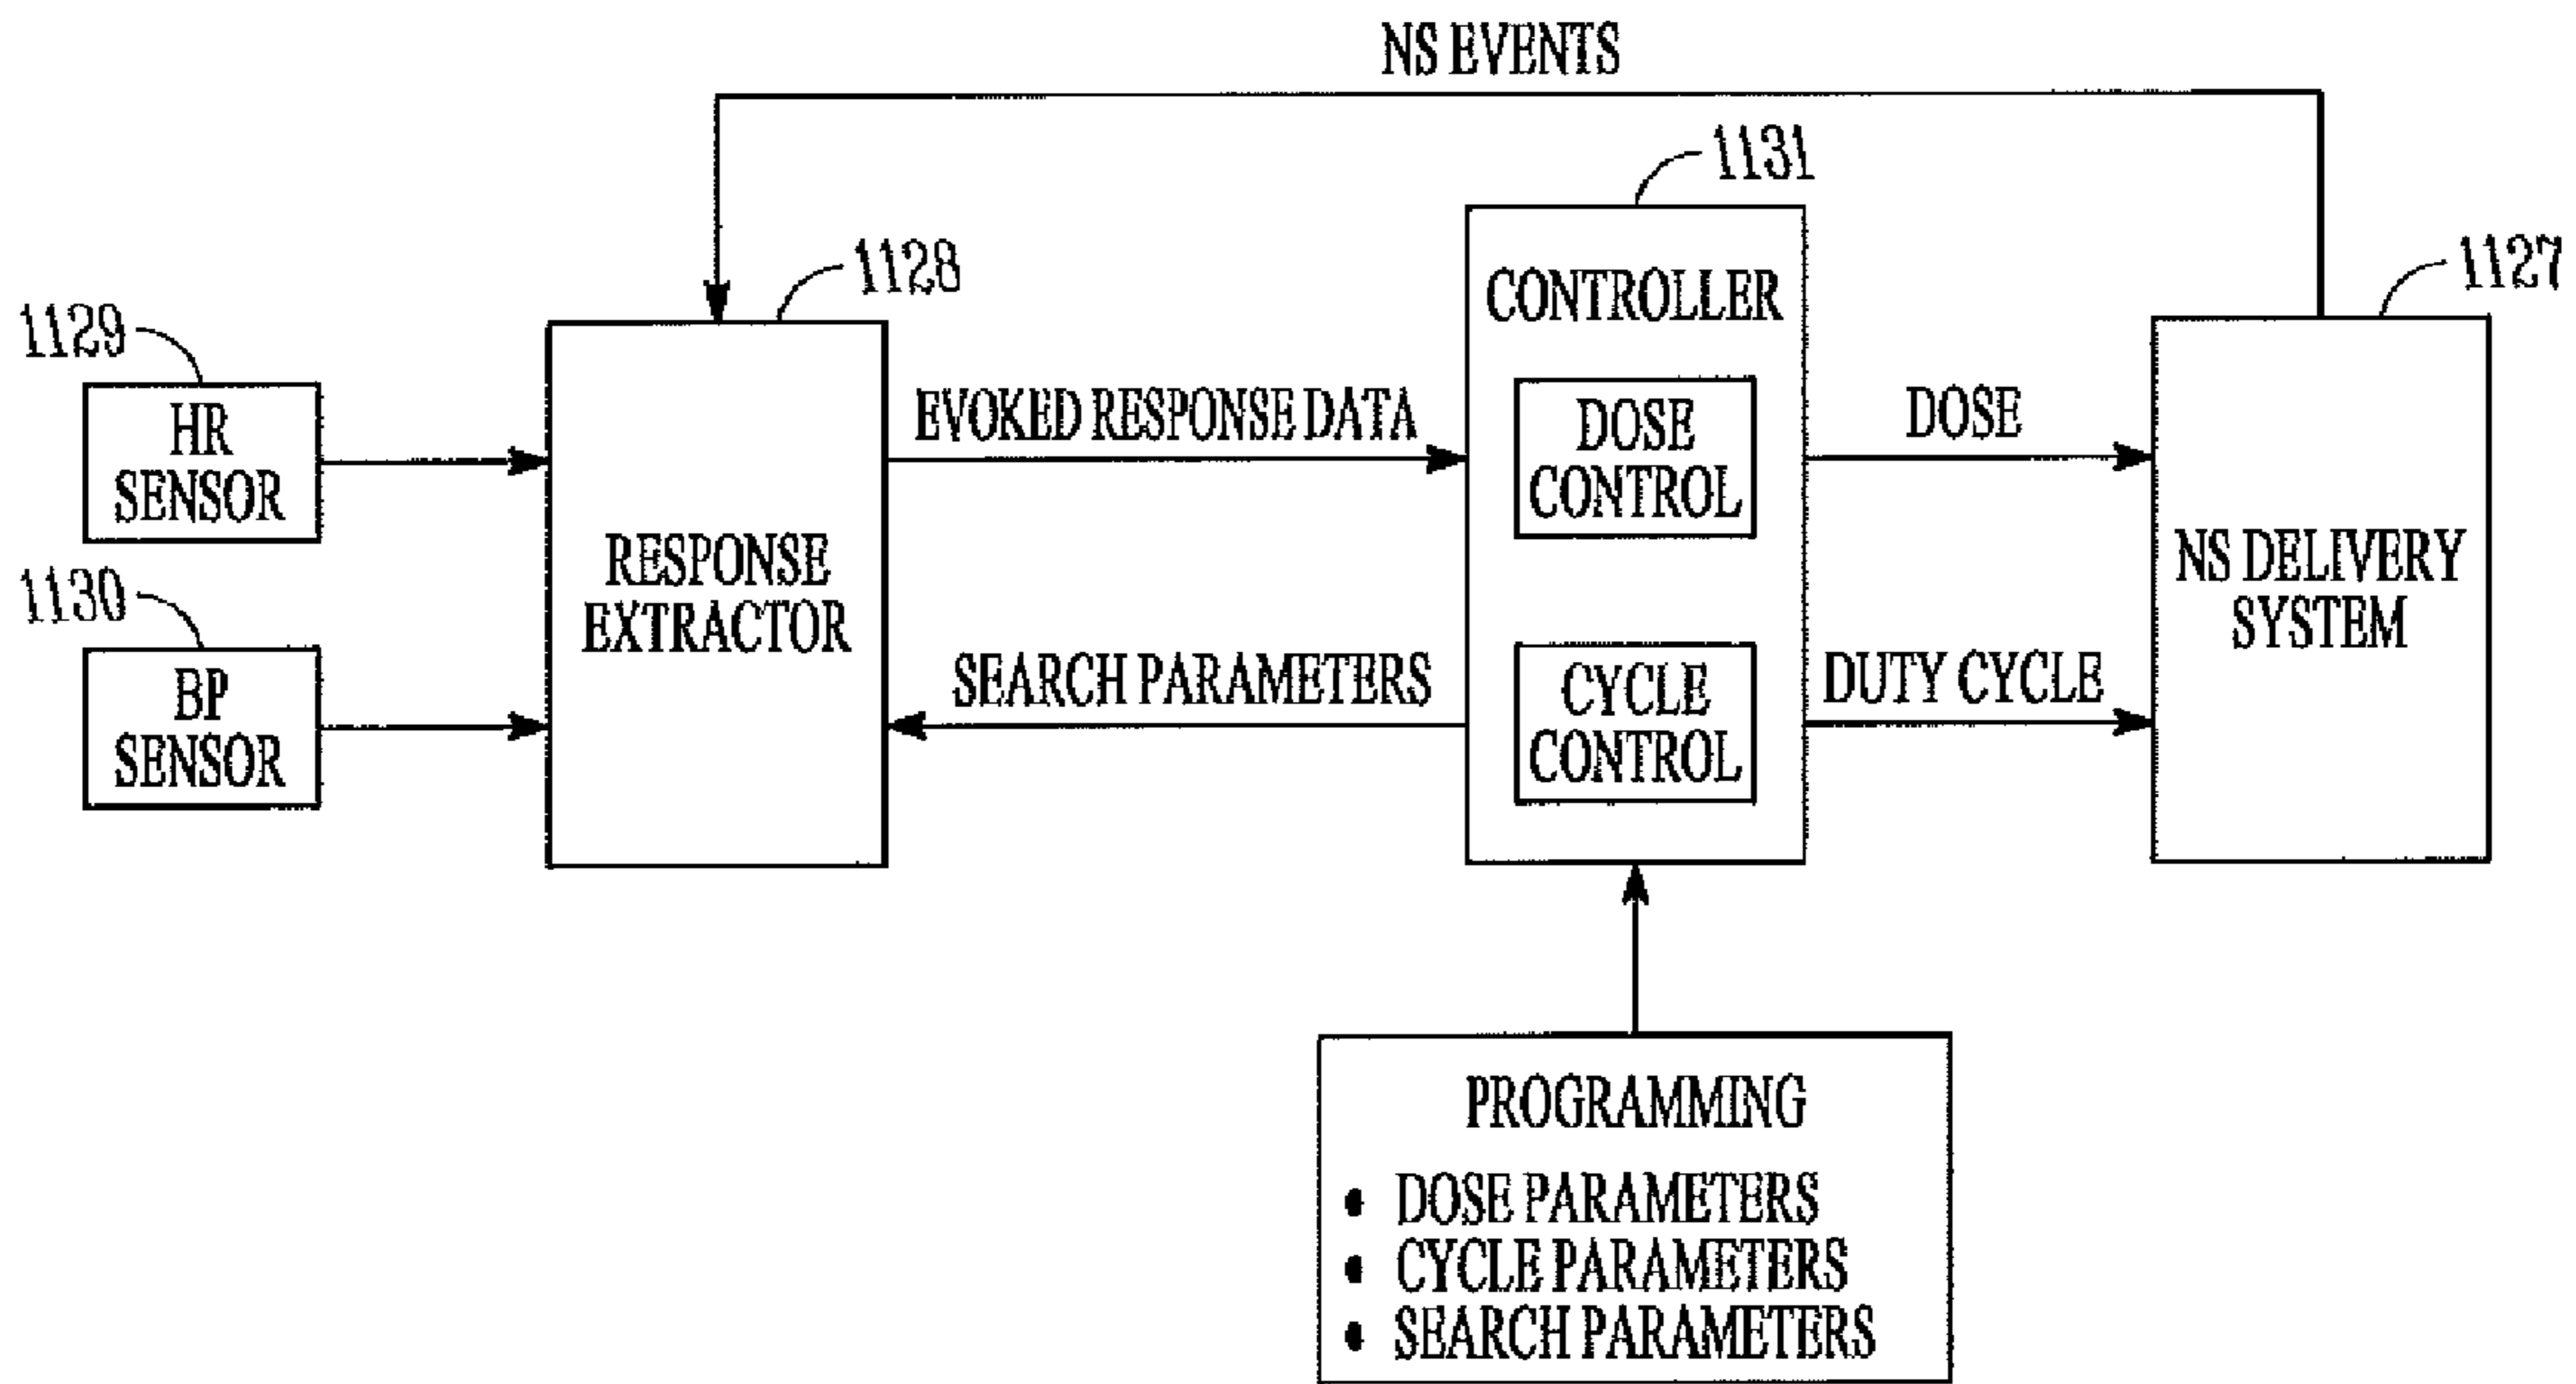 NS EVENTS
1131
1128
1127
1129
CONTROLLER
HR
SENSOR
EVOKED RESPONSE DATA
DOSE
CONTROL
DOSE
RESPONSE
EXTRACTOR
NS DELIVERY
SYSTEM
1130
BP
SENSOR
SEARCH PARAMETERS
CYCLE
CONTROL
DUTY CYCLE
PROGRAMMING
• DOSE PARAMETERS
• CYCLE PARAMETERS
• SEARCH PARAMETERS